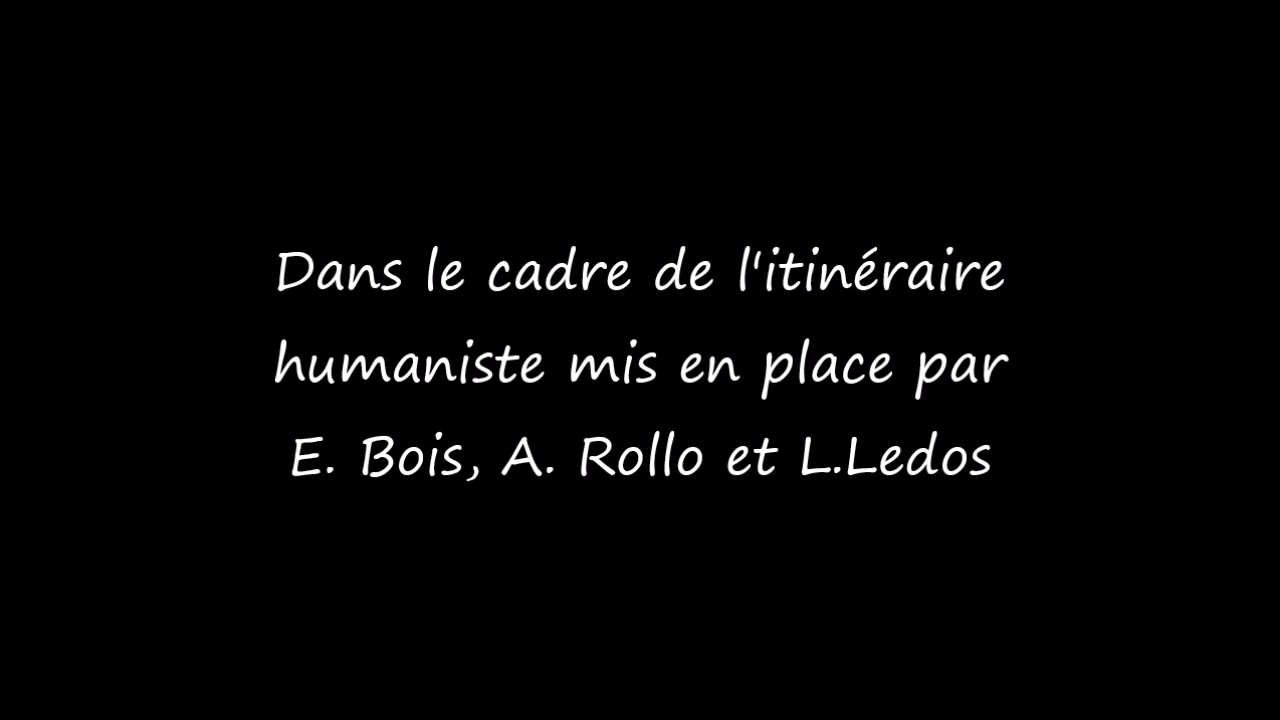 Dans le cadre de l'itinéraire
humaniste mis en place par
E. Bois, A. Rollo et L.Ledos